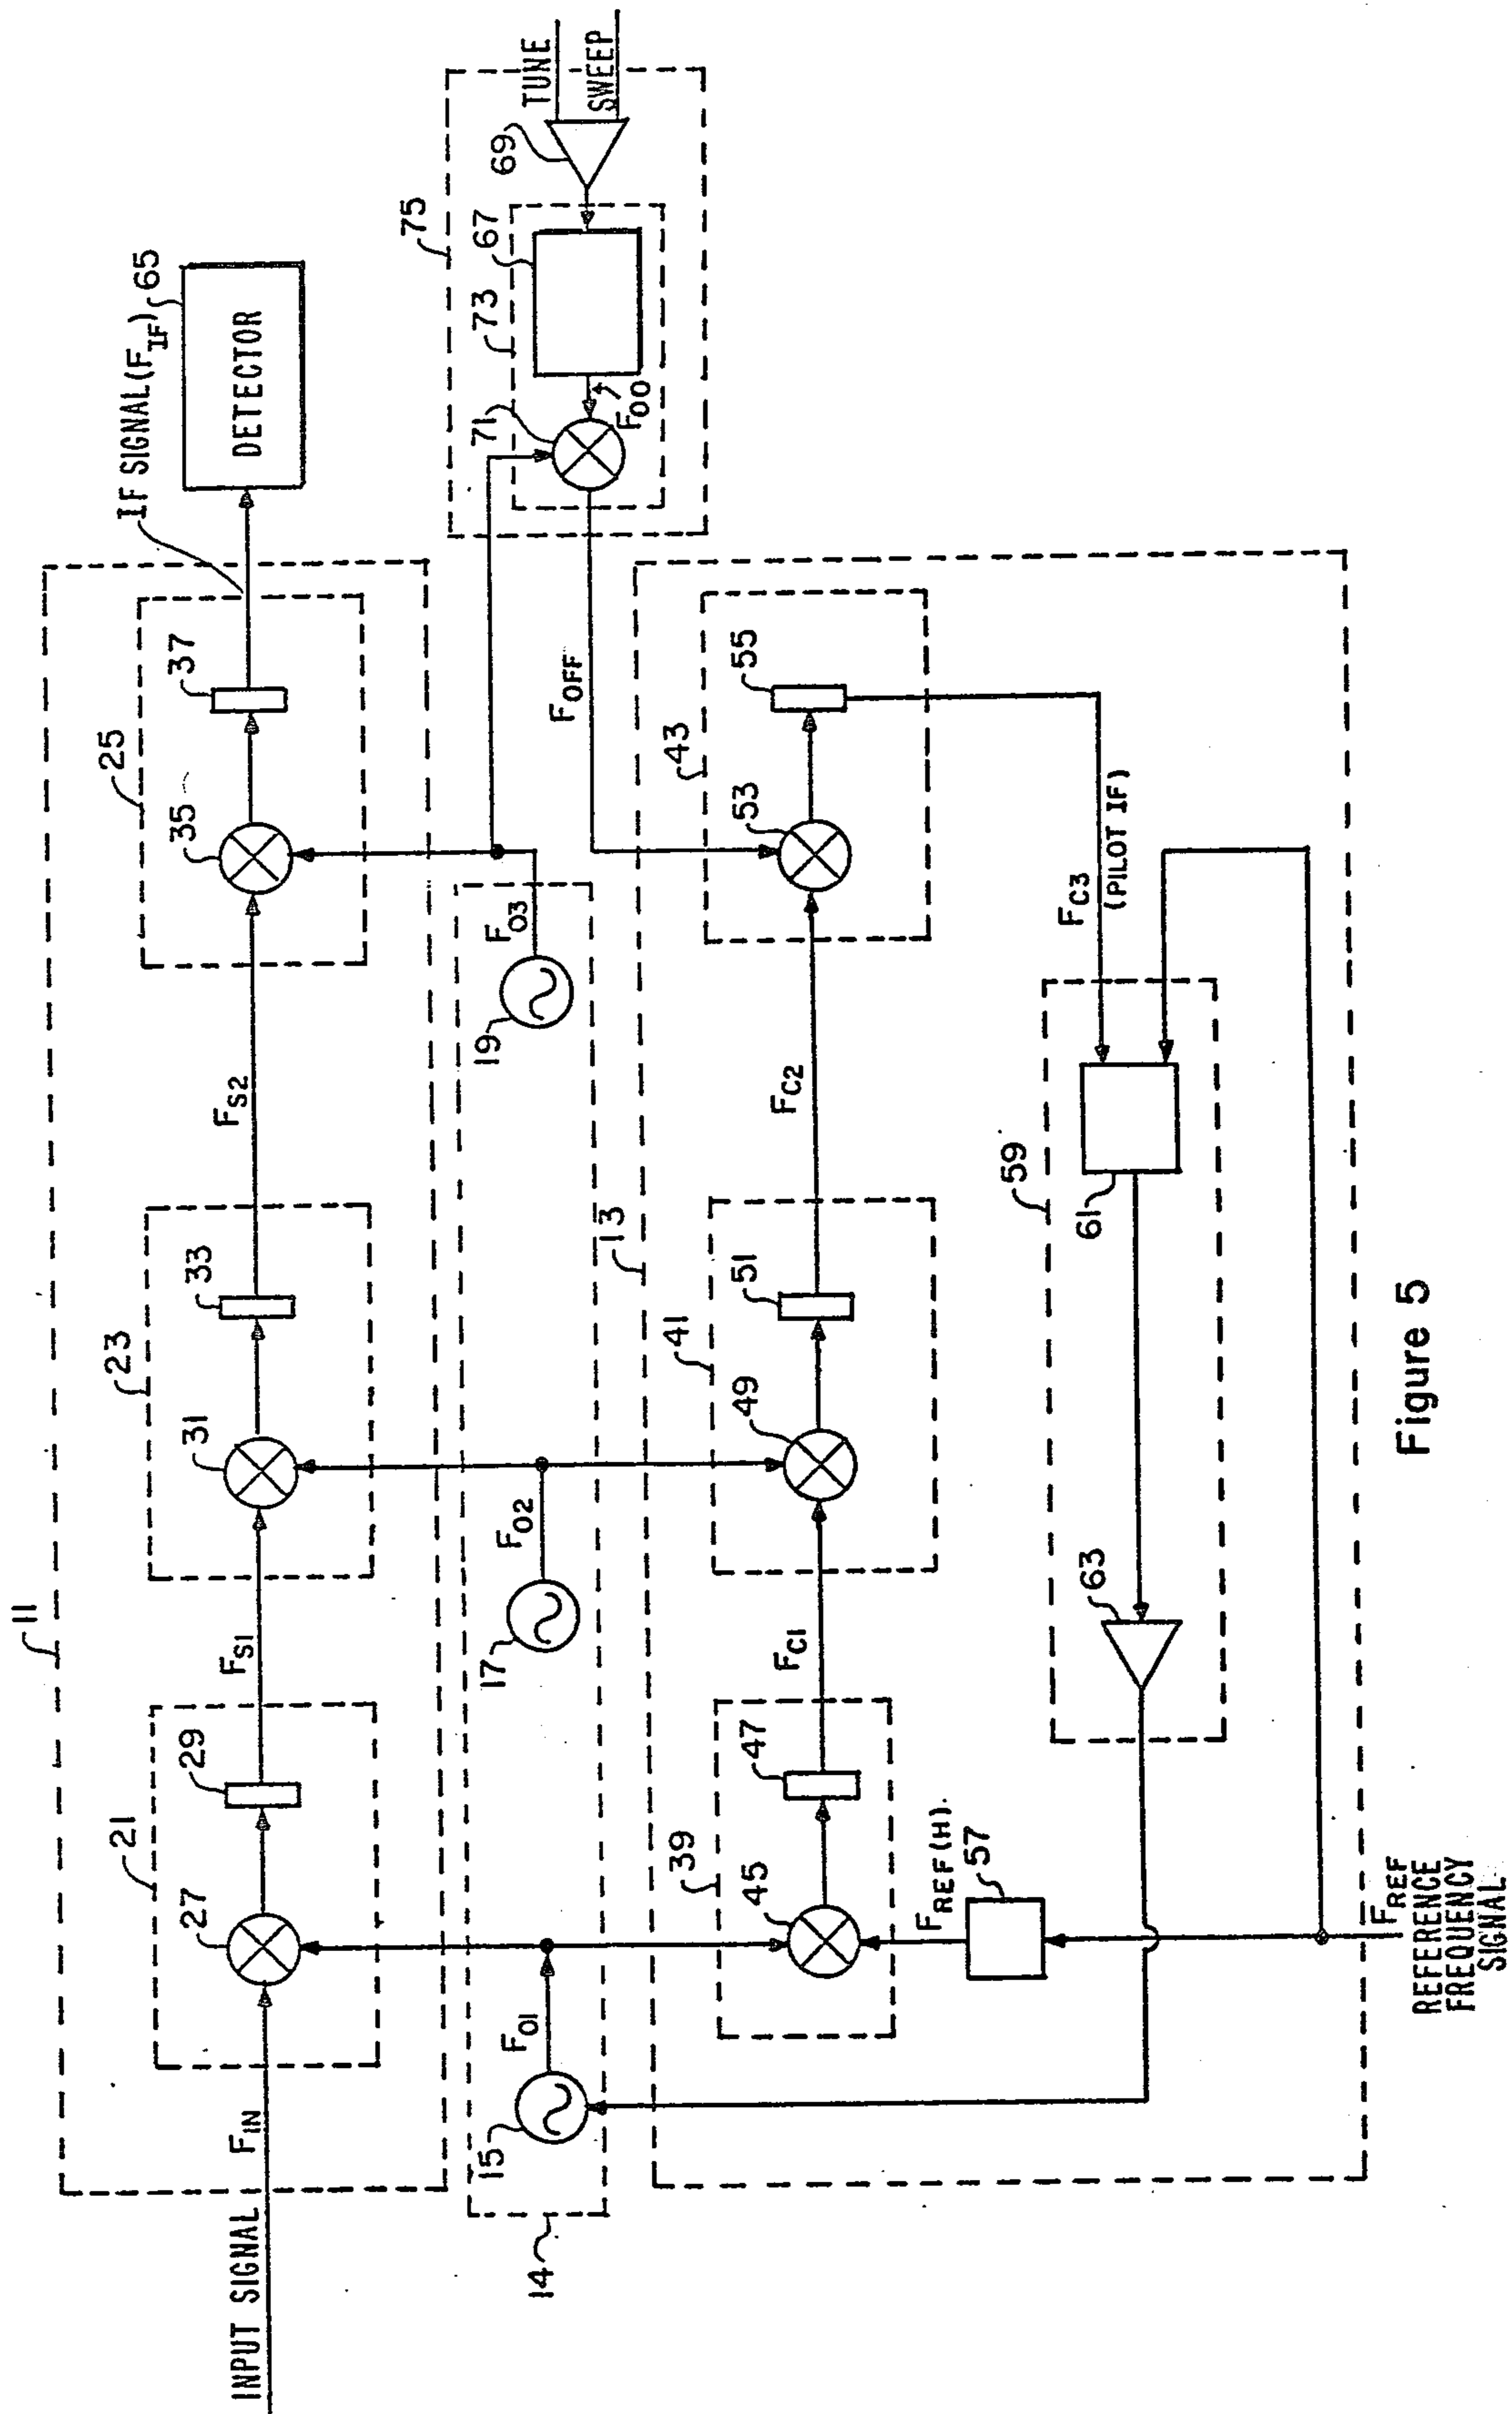 INPUT SIGNAL
F_IN
11
21
27
29
F_S1
23
31
33
F_S2
25
35
37
IF SIGNAL (F_IF)
65
DETECTOR
14
15
F_O1
17
F_O2
19
F_O3
75
73
71
67
F_OO
69
TUNE
SWEEP
F_OFF
13
39
45
47
F_C1
41
49
51
F_C2
43
53
55
F_C3
(PILOT IF)
F_REF(H).
57
59
61
63
F_REF
REFERENCE
FREQUENCY
SIGNAL
Figure 5